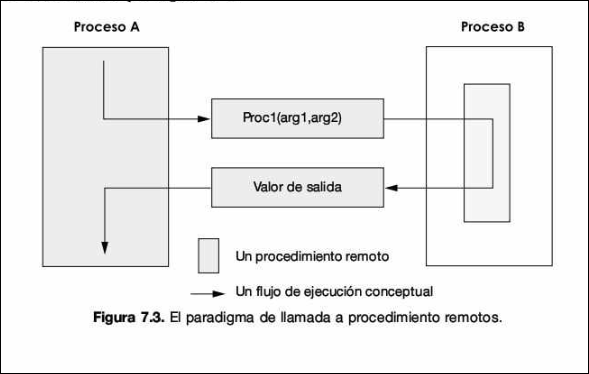 Proceso A
Proceso B
Proc1(arg1,arg2)
Valor de salida
Un procedimiento remoto
Un flujo de ejecución conceptual
Figura 7.3. El paradigma de llamada a procedimiento remotos.